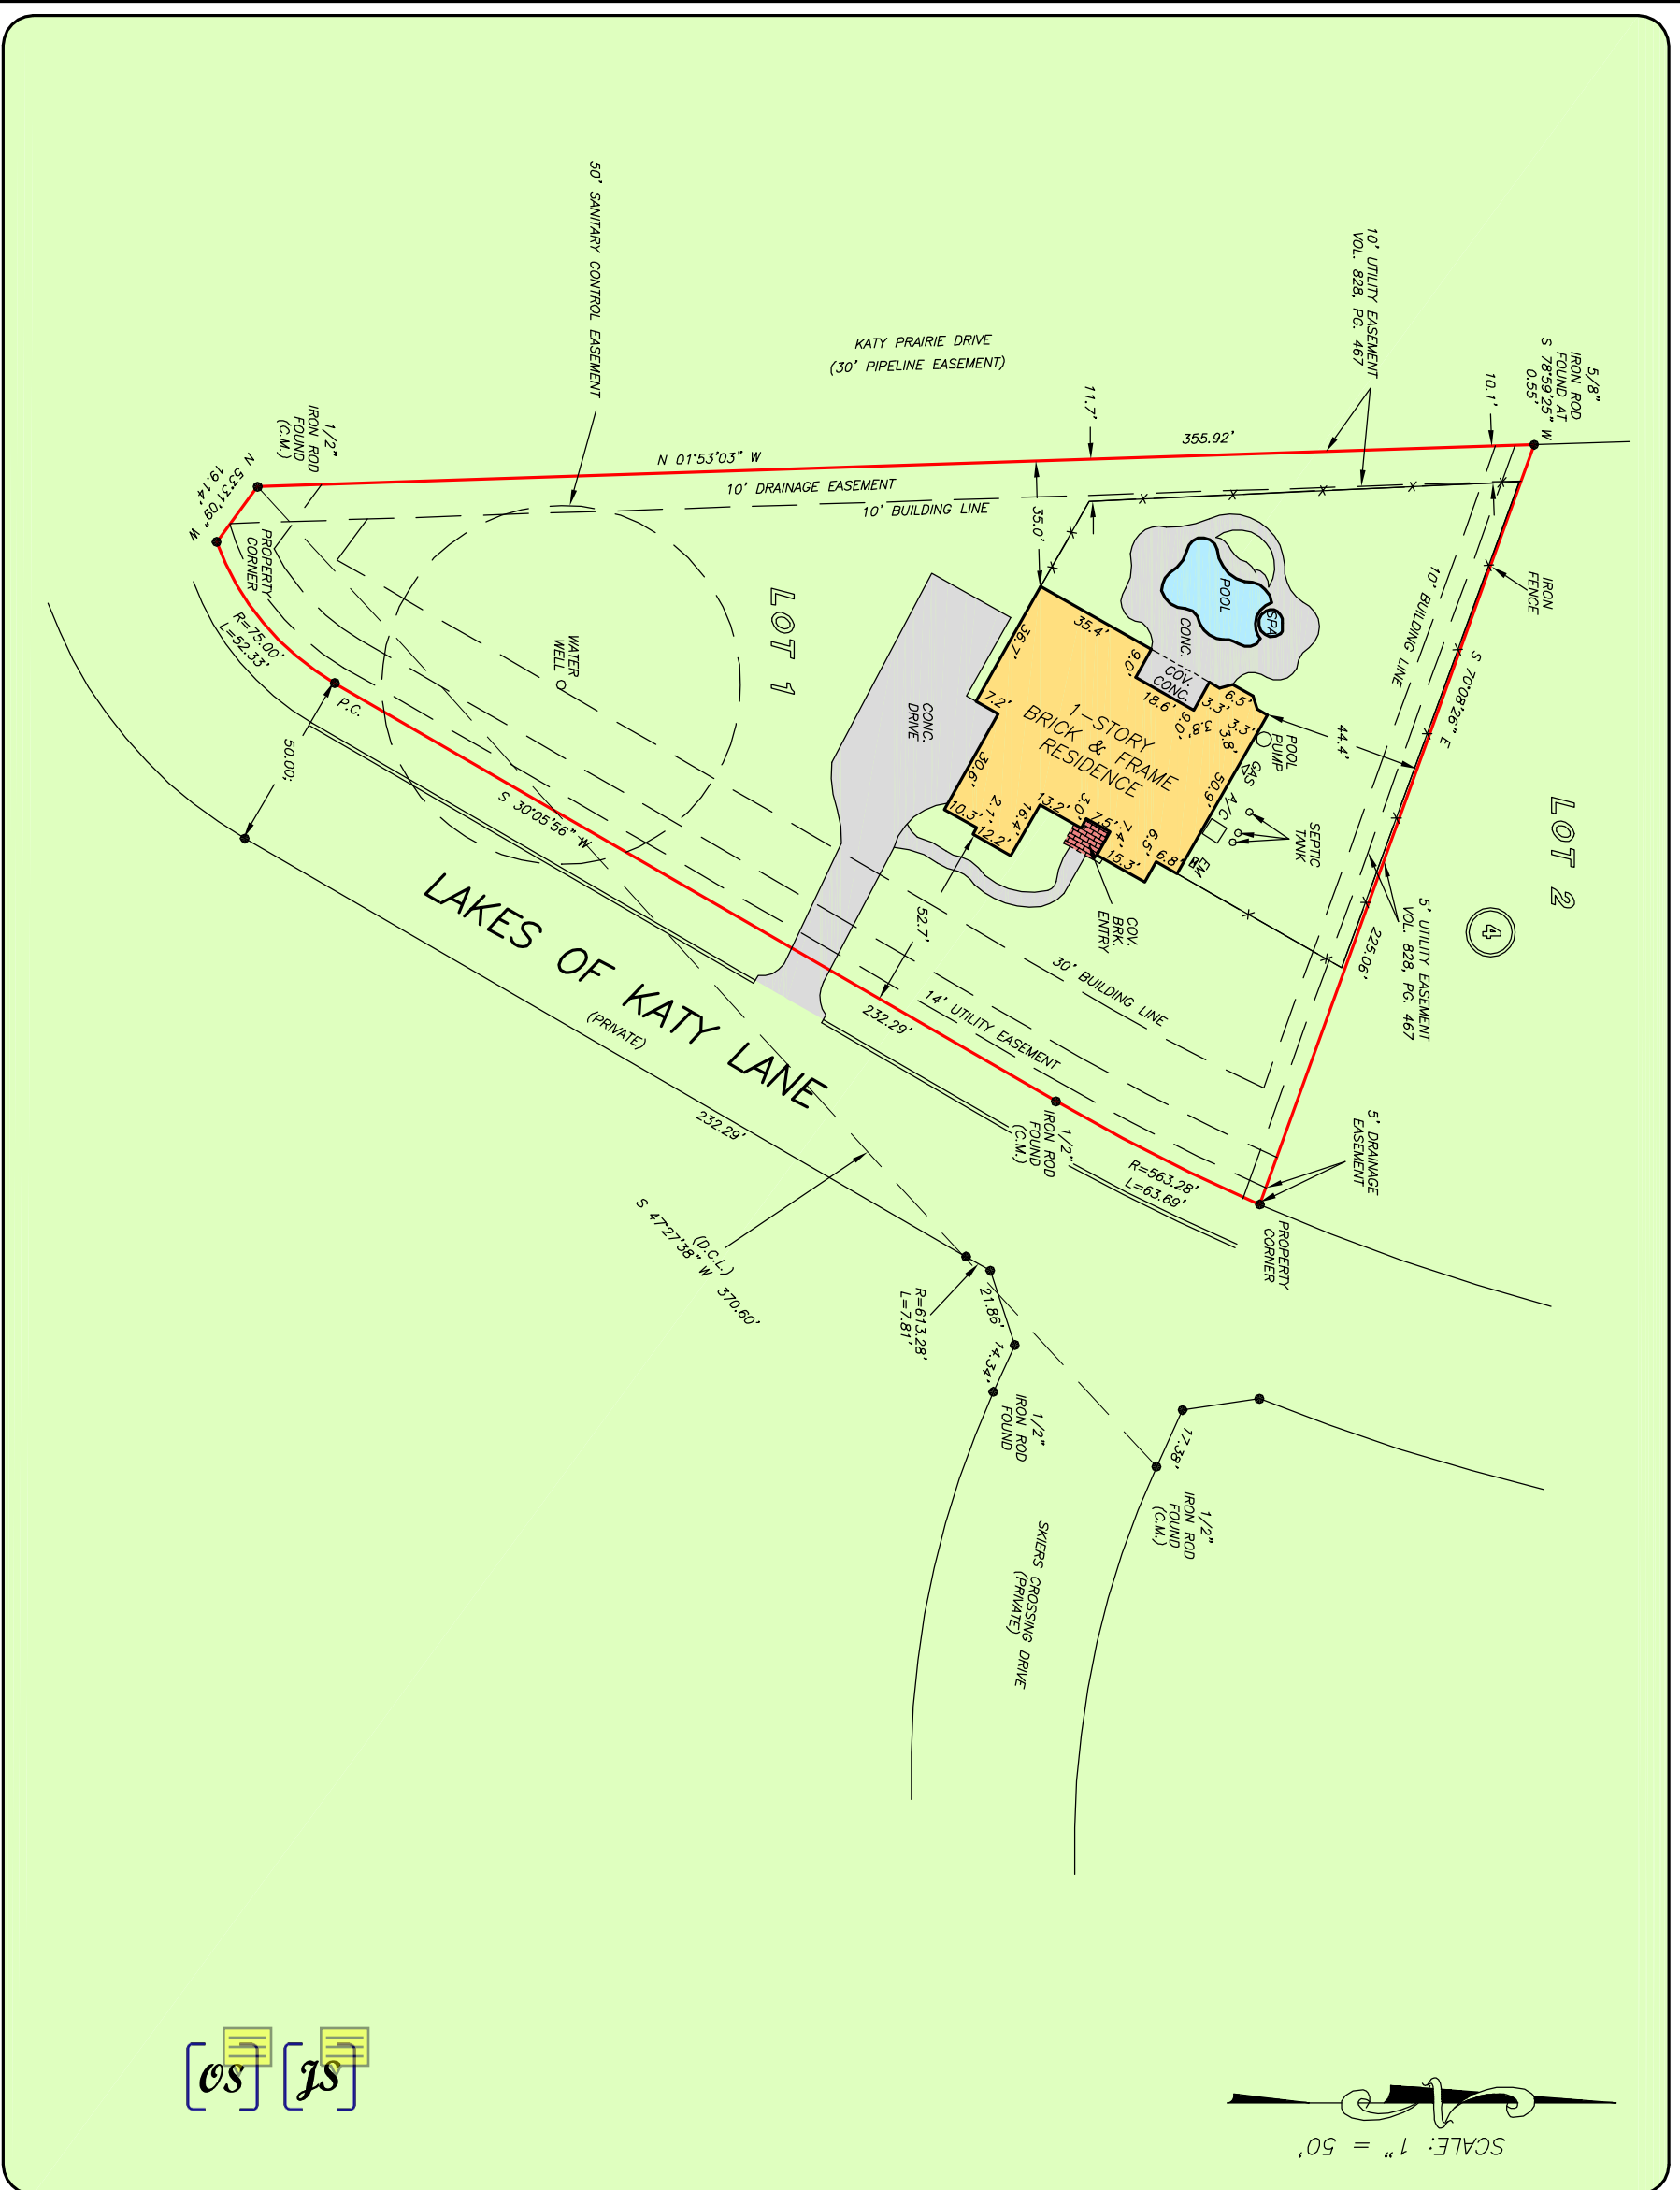 5/8"
IRON ROD
FOUND AT
S 78°59'25" W
0.55'
10' UTILITY EASEMENT
VOL. 828, PG. 467
10.1'
50' SANITARY CONTROL EASEMENT
KATY PRAIRIE DRIVE
(30' PIPELINE EASEMENT)
11.7'
355.92'
N 01°53'03" W
10' DRAINAGE EASEMENT
10' BUILDING LINE
35.0'
1/2"
IRON ROD
FOUND
(C.M.)
N 53°31'09" W
19.14'
PROPERTY
CORNER
R=75.00'
L=52.33'
P.C.
50.00'
WATER
WELL
LOT 1
CONC.
DRIVE
POOL
SPA
CONC.
COV.
CONC.
35.4'
9.0'
18.6'
9.0'
3.8'
3.3'
6.5'
3.3'
3.8'
36.7'
7.2'
30.6'
10.3'
2.1'
12.2'
16.4'
13.2'
3.0'
7.5'
7.4'
15.3'
6.5'
6.8'
50.9'
1-STORY
BRICK & FRAME
RESIDENCE
POOL
PUMP
GAS
A/C
EM
SEPTIC
TANK
COV.
BRK.
ENTRY
44.4'
10' BUILDING LINE
IRON
FENCE
S 70°08'26" E
225.06'
LOT 2
4
5' UTILITY EASEMENT
VOL. 828, PG. 467
5' DRAINAGE
EASEMENT
PROPERTY
CORNER
30' BUILDING LINE
14' UTILITY EASEMENT
52.7'
232.29'
S 30°05'56" W
1/2"
IRON ROD
FOUND
(C.M.)
R=563.28'
L=63.69'
LAKES OF KATY LANE
(PRIVATE)
232.29'
(D.C.L.)
S 47°27'38" W 370.60'
R=613.28'
L=7.81'
21.86'
14.34'
1/2"
IRON ROD
FOUND
17.38'
1/2"
IRON ROD
FOUND
(C.M.)
SKIERS CROSSING DRIVE
(PRIVATE)
OS
JS
N
SCALE: 1" = 50'